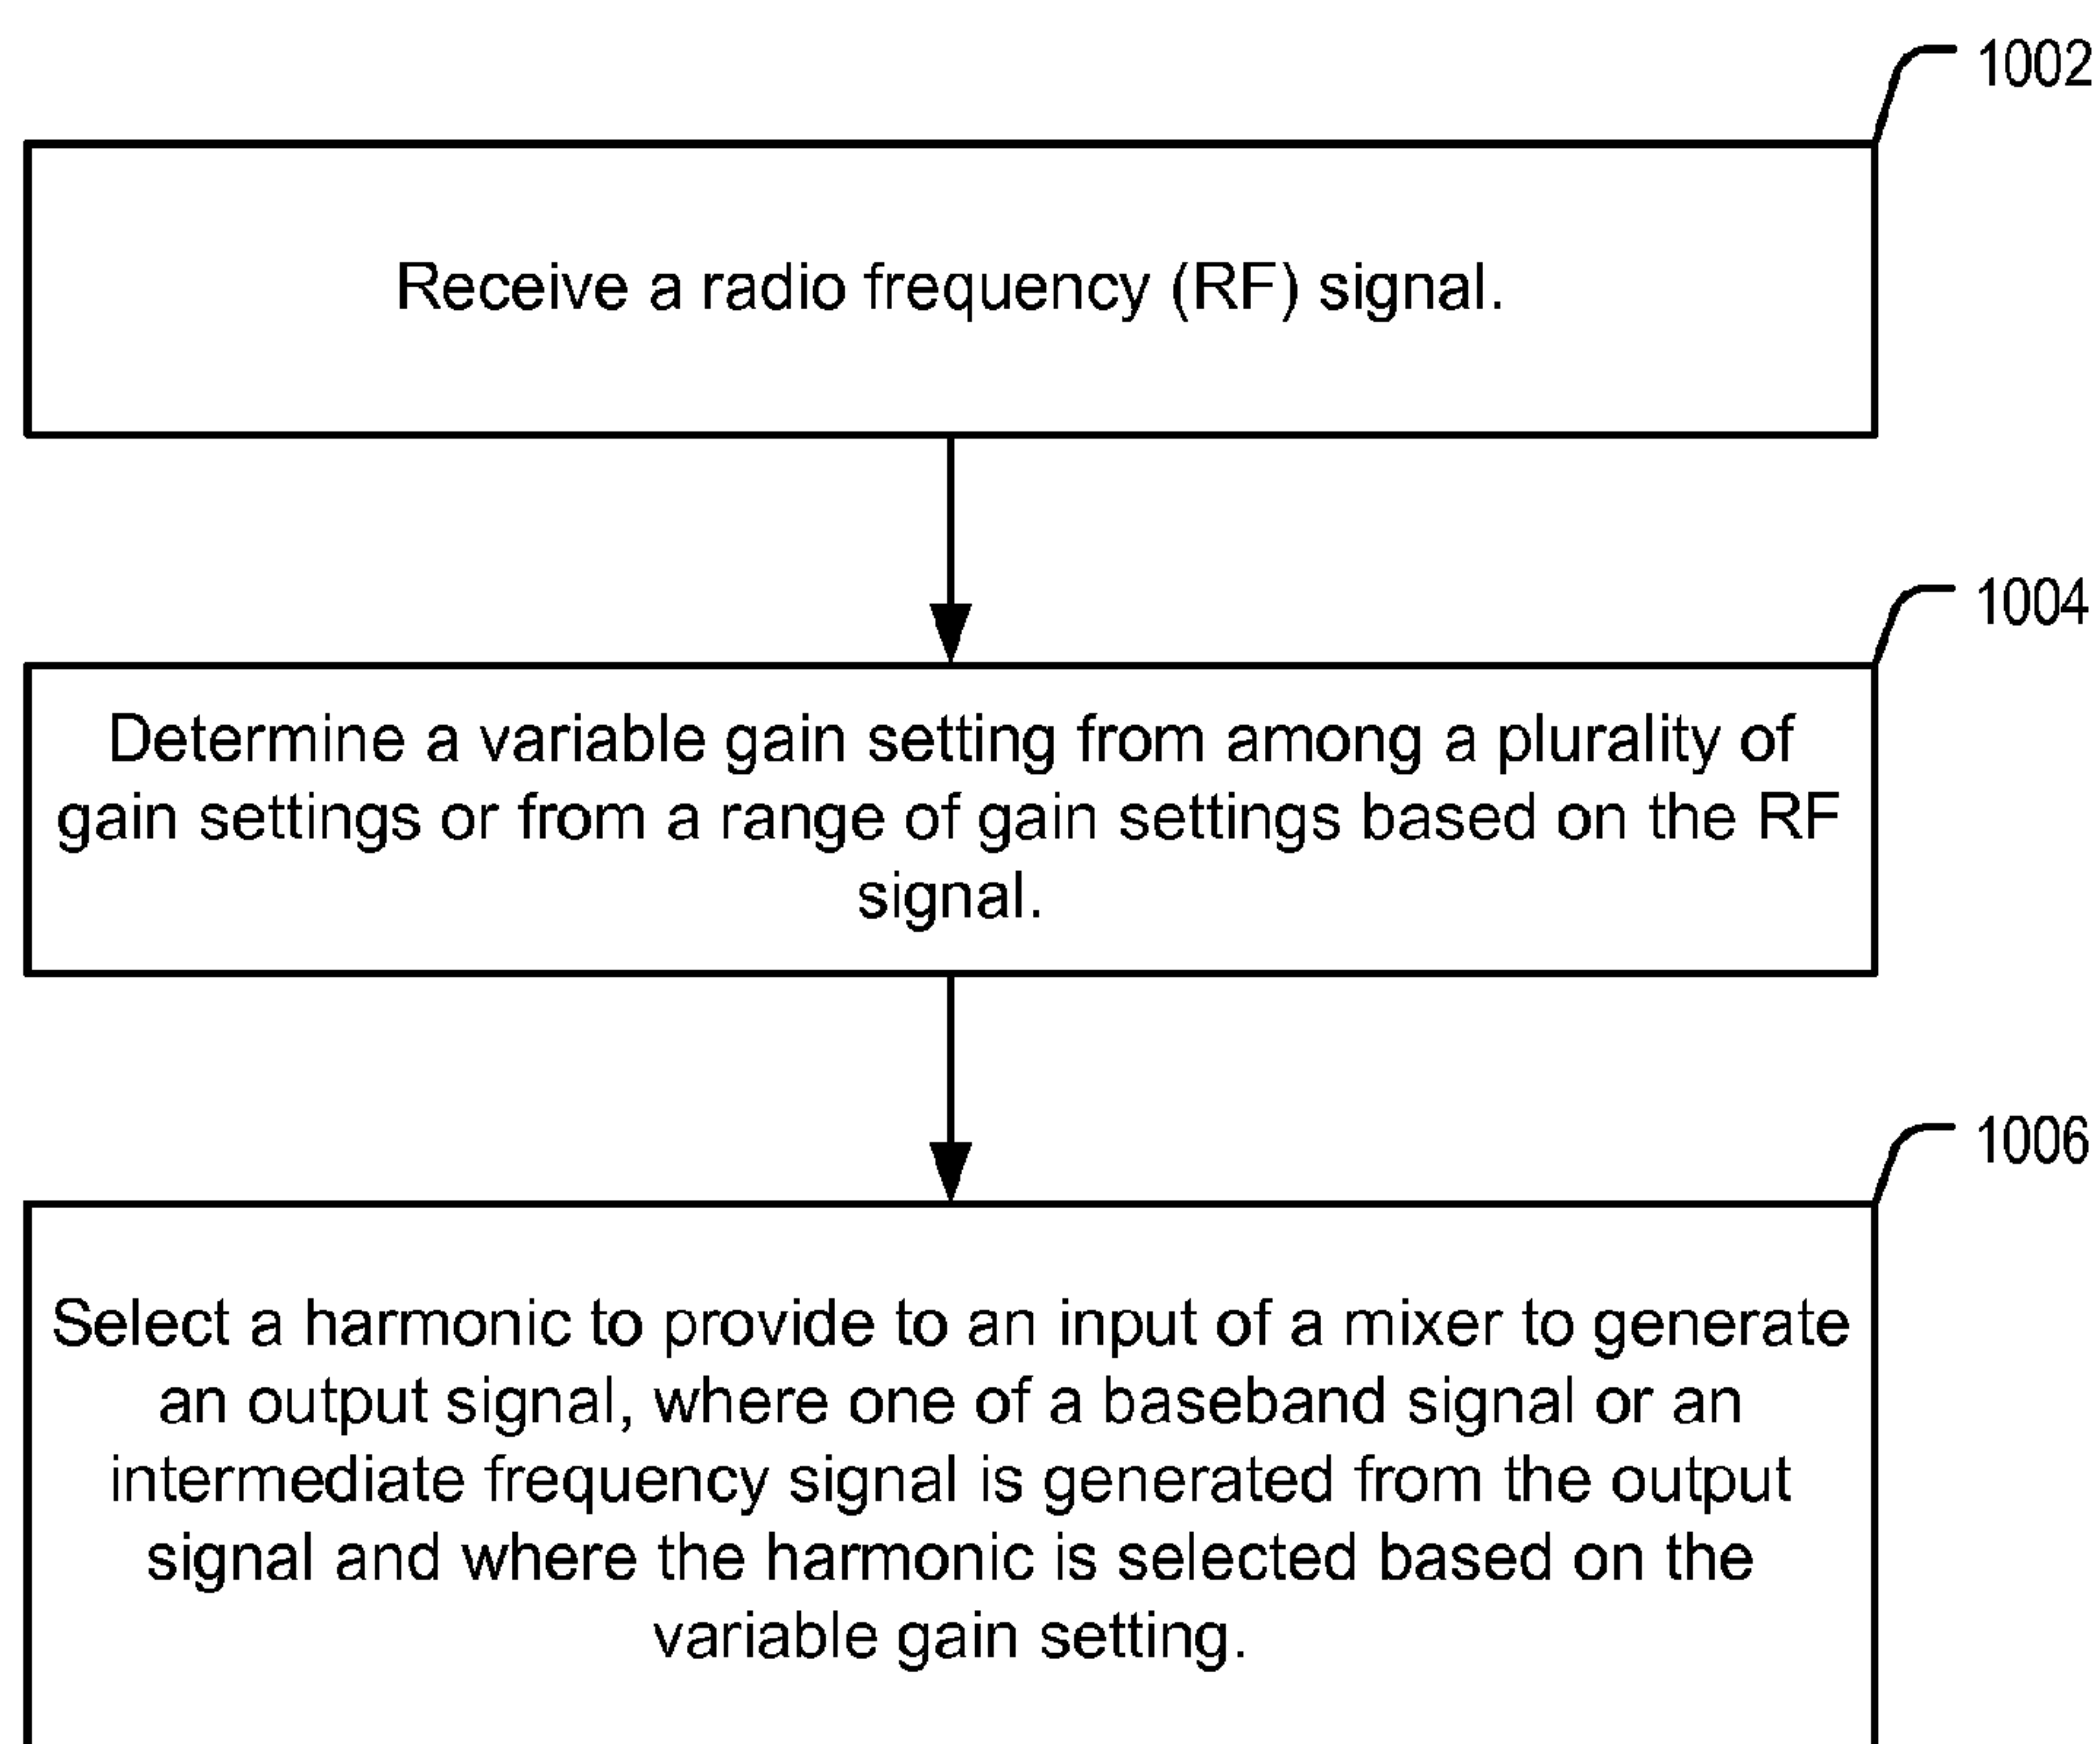 1002
Receive a radio frequency (RF) signal.
1004
Determine a variable gain setting from among a plurality of
gain settings or from a range of gain settings based on the RF
signal.
1006
Select a harmonic to provide to an input of a mixer to generate
an output signal, where one of a baseband signal or an
intermediate frequency signal is generated from the output
signal and where the harmonic is selected based on the
variable gain setting.